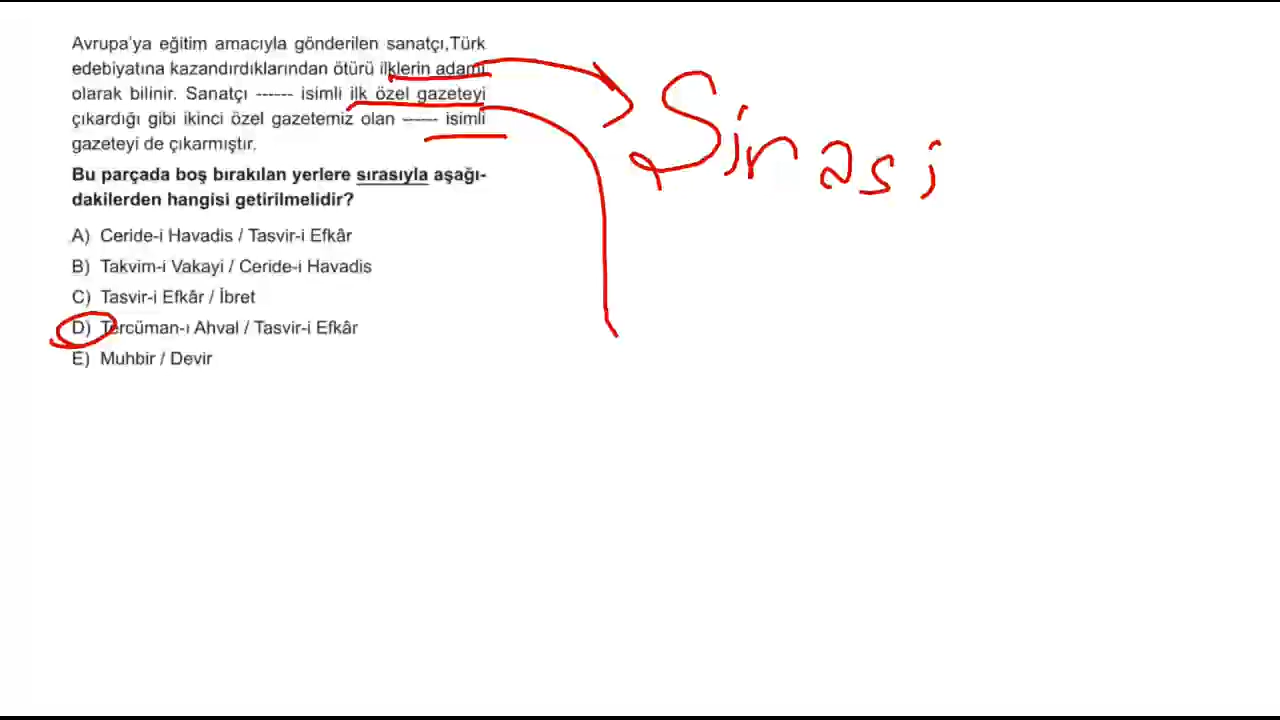 Avrupa'ya eğitim amacıyla gönderilen sanatçı,Türk
edebiyatına kazandırdıklarından ötürü ilklerin adamı
olarak bilinir. Sanatçı ------ isimli ilk özel gazeteyi
çıkardığı gibi ikinci özel gazetemiz olan ------ isimli
gazeteyi de çıkarmıştır.
Bu parçada boş bırakılan yerlere sırasıyla aşağı-
dakilerden hangisi getirilmelidir?
A) Ceride-i Havadis / Tasvir-i Efkâr
B) Takvim-i Vakayi / Ceride-i Havadis
C) Tasvir-i Efkâr / İbret
D) Tercüman-ı Ahval / Tasvir-i Efkâr
E) Muhbir / Devir
Şinasi